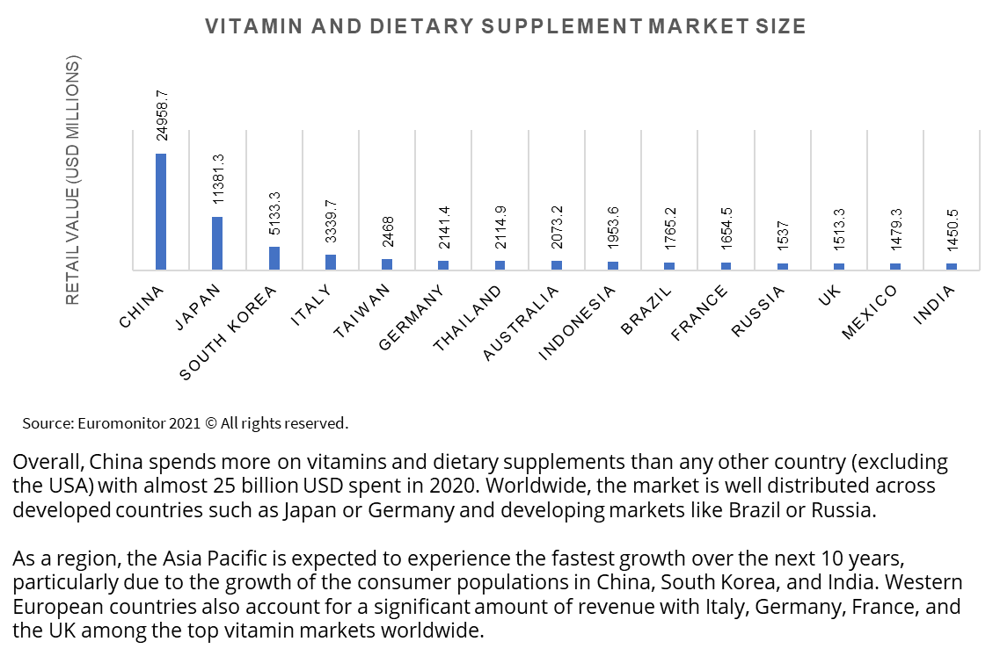 VITAMIN AND DIETARY SUPPLEMENT MARKET SIZE
RETAIL VALUE (USD MILLIONS)
24958.7
11381.3
5133.3
3339.7
2468
2141.4
2114.9
2073.2
1953.6
1765.2
1654.5
1537
1513.3
1479.3
1450.5
CHINA
JAPAN
SOUTH KOREA
ITALY
TAIWAN
GERMANY
THAILAND
AUSTRALIA
INDONESIA
BRAZIL
FRANCE
RUSSIA
UK
MEXICO
INDIA
Source: Euromonitor 2021 © All rights reserved.
Overall, China spends more on vitamins and dietary supplements than any other country (excluding
the USA) with almost 25 billion USD spent in 2020. Worldwide, the market is well distributed across
developed countries such as Japan or Germany and developing markets like Brazil or Russia.
As a region, the Asia Pacific is expected to experience the fastest growth over the next 10 years,
particularly due to the growth of the consumer populations in China, South Korea, and India. Western
European countries also account for a significant amount of revenue with Italy, Germany, France, and
the UK among the top vitamin markets worldwide.